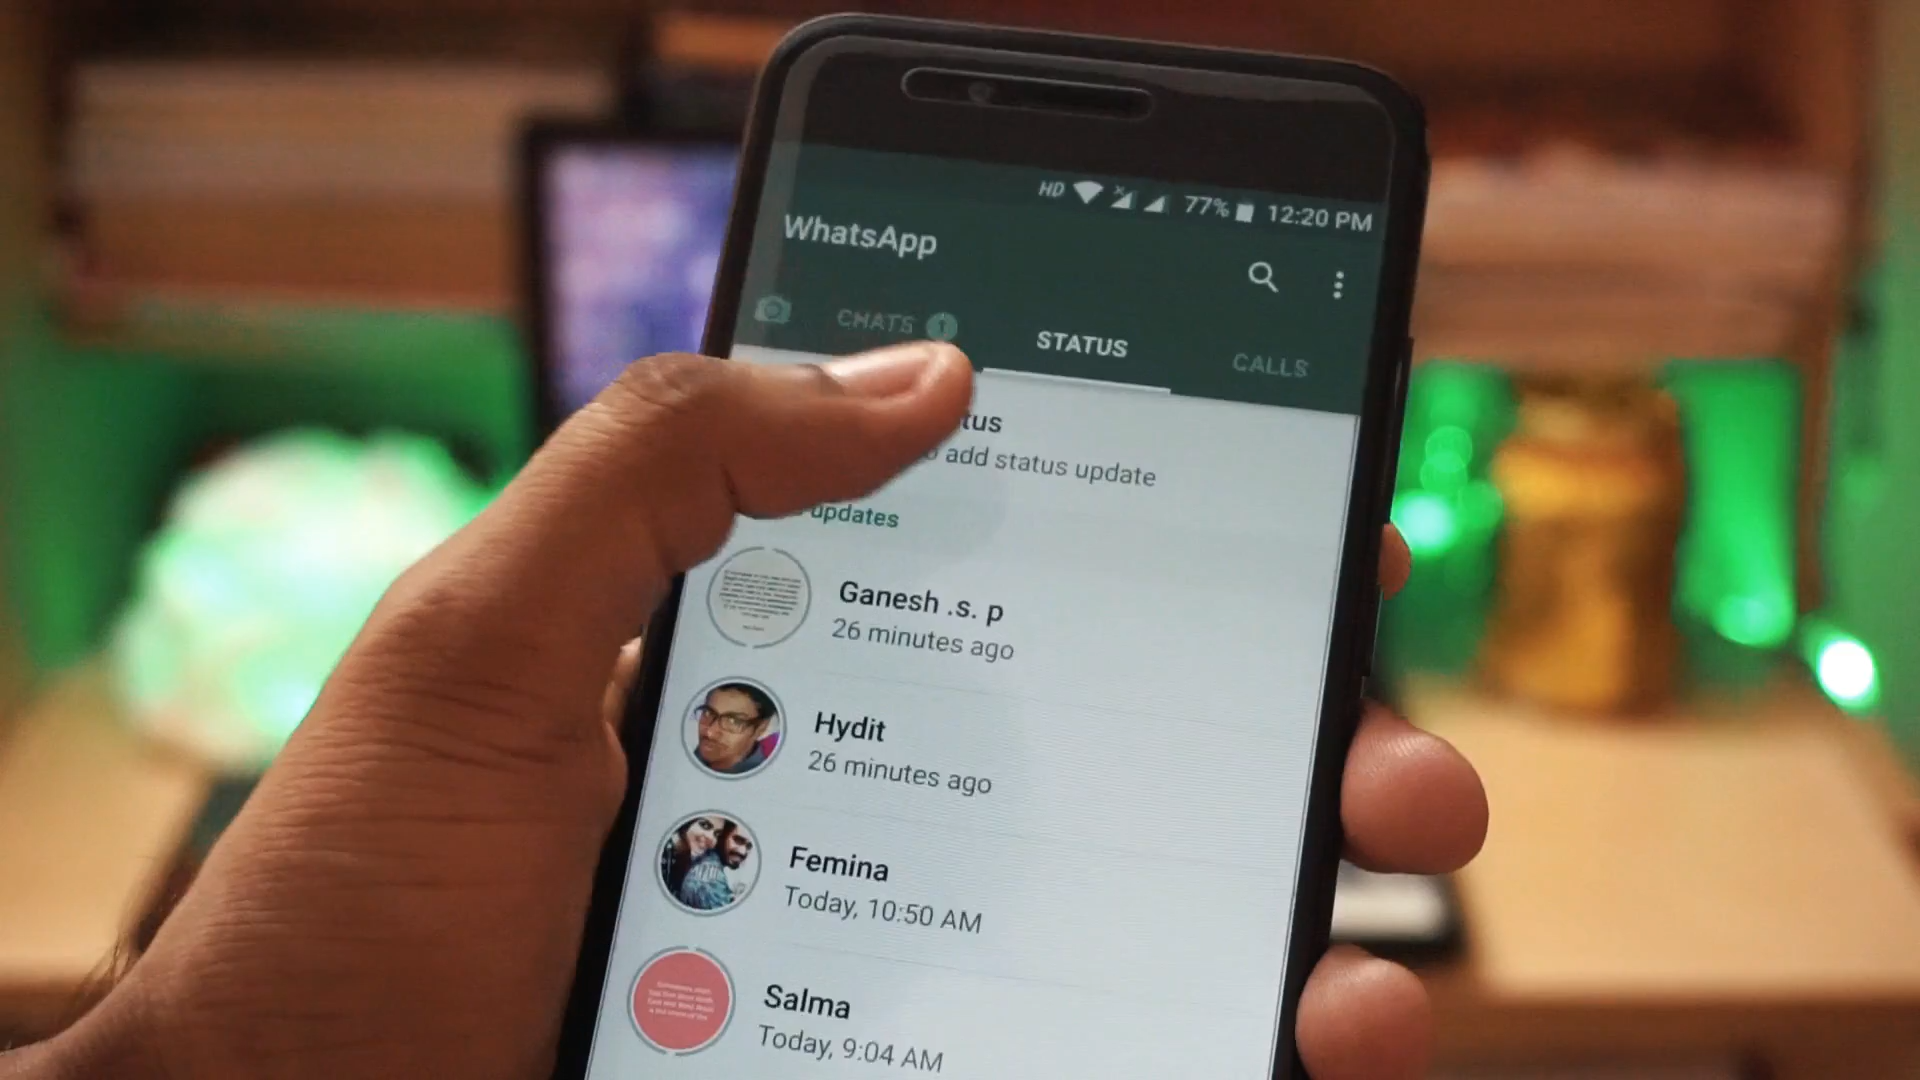 HD 77% 12:20 PM
WhatsApp
CHATS 1 STATUS CALLS
tus
add status update
updates
Ganesh .s. p
26 minutes ago
Hydit
26 minutes ago
Femina
Today, 10:50 AM
Salma
Today, 9:04 AM